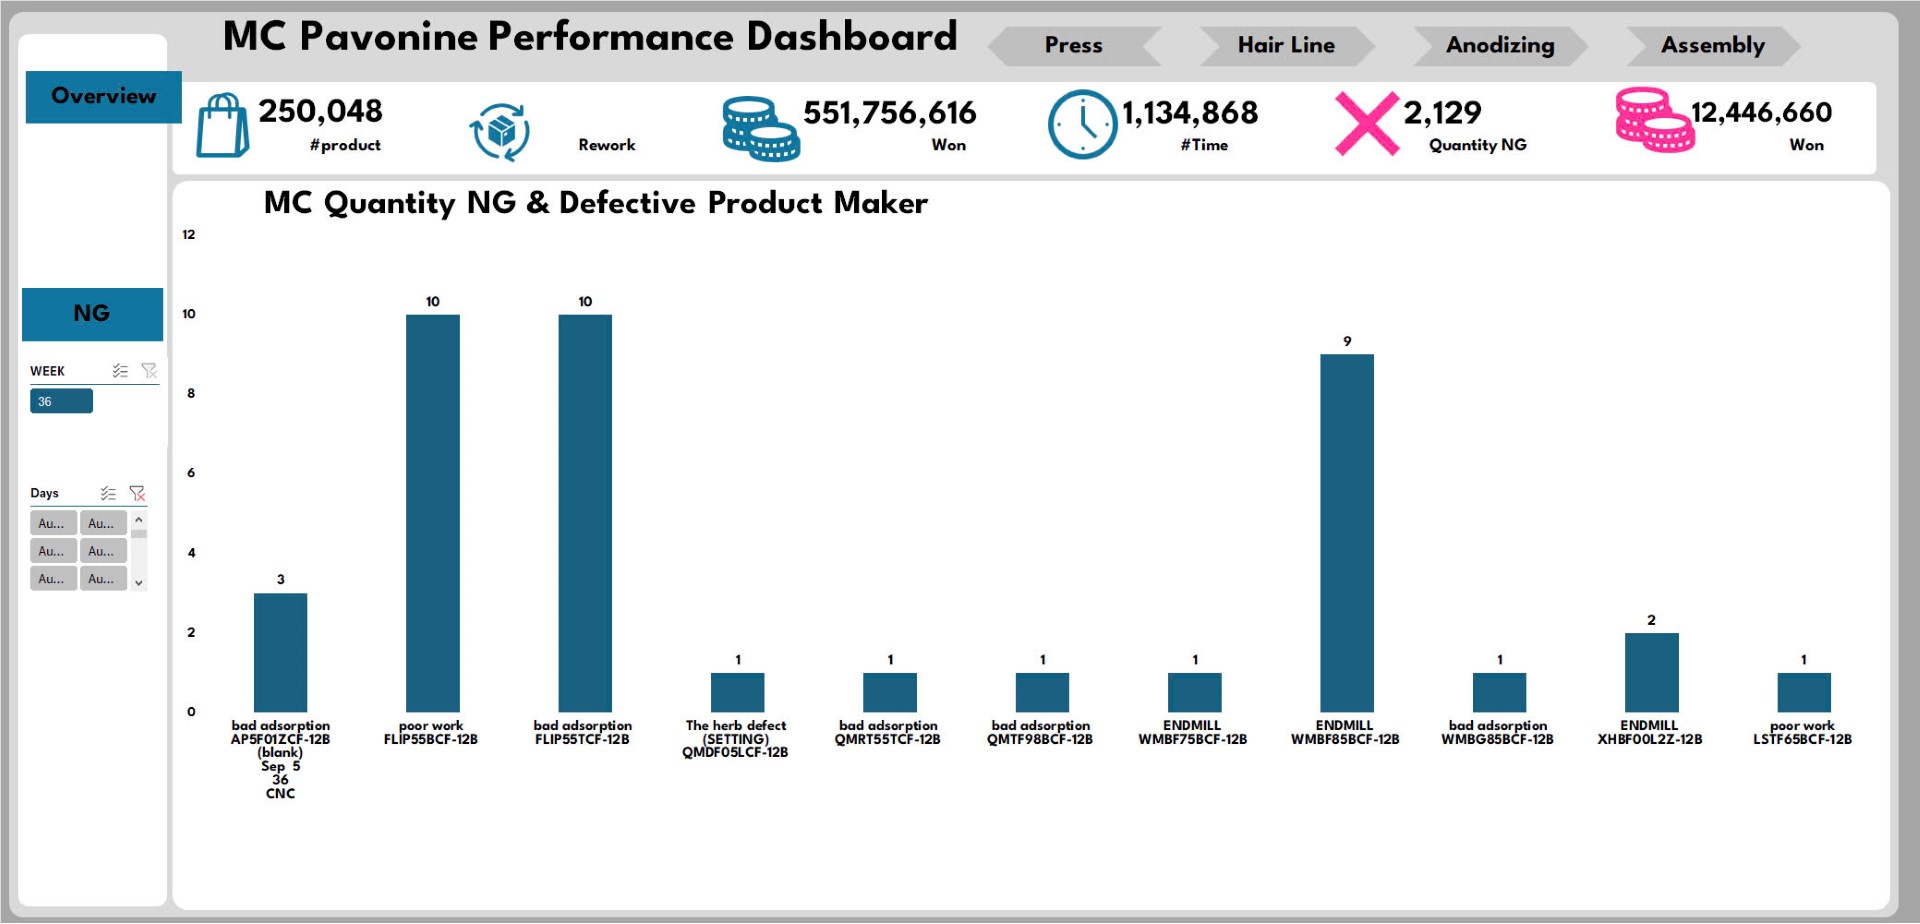 MC Pavonine Performance Dashboard
Press
Hair Line
Anodizing
Assembly
Overview
250,048
#product
Rework
551,756,616
Won
1,134,868
#Time
2,129
Quantity NG
12,446,660
Won
MC Quantity NG & Defective Product Maker
NG
WEEK
36
Days
Au... Au...
Au... Au...
Au... Au...
12
10
8
6
4
2
0
3
10
10
1
1
1
1
9
1
2
1
bad adsorption
AP5F01ZCF-12B
(blank)
Sep 5
36
CNC
poor work
FLIP55BCF-12B
bad adsorption
FLIP55TCF-12B
The herb defect
(SETTING)
QMDF05LCF-12B
bad adsorption
QMRT55TCF-12B
bad adsorption
QMTF98BCF-12B
ENDMILL
WMBF75BCF-12B
ENDMILL
WMBF85BCF-12B
bad adsorption
WMBG85BCF-12B
ENDMILL
XHBF00L2Z-12B
poor work
LSTF65BCF-12B